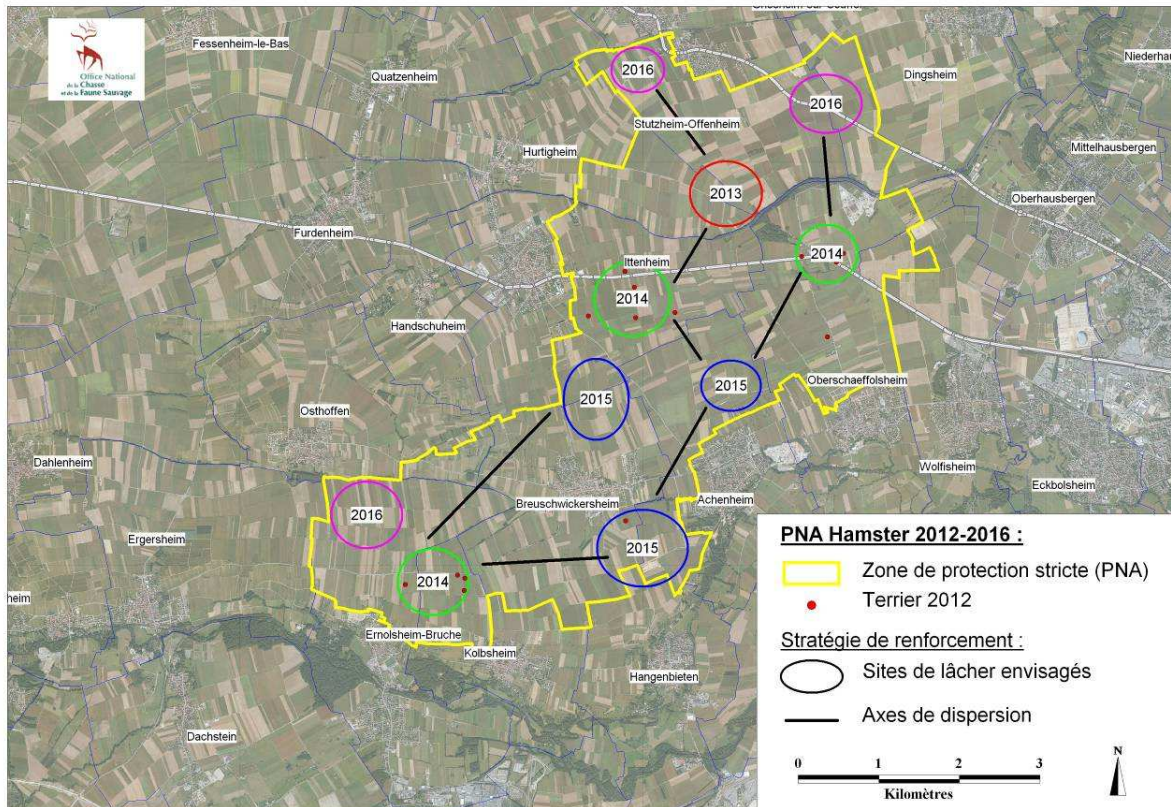 Office National
de la Chasse
et de la Faune Sauvage
Fessenheim-le-Bas
Quatzenheim
2016
Dingsheim
Niederhau
2016
Stutzheim-Offenheim
Hurtigheim
Mittelhausbergen
2013
Oberhausbergen
Furdenheim
Ittenheim
2014
2014
Handschuheim
Oberschaeffolsheim
2015
2015
Osthoffen
Dahlenheim
Wolfisheim
Eckbolsheim
Breuschwickersheim
Achenheim
2016
Ergersheim
2015
2014
heim
Ernolsheim-Bruche
Kolbsheim
Hangenbieten
Dachstein
PNA Hamster 2012-2016 :
Zone de protection stricte (PNA)
Terrier 2012
Stratégie de renforcement :
Sites de lâcher envisagés
Axes de dispersion
0 1 2 3
Kilomètres
N